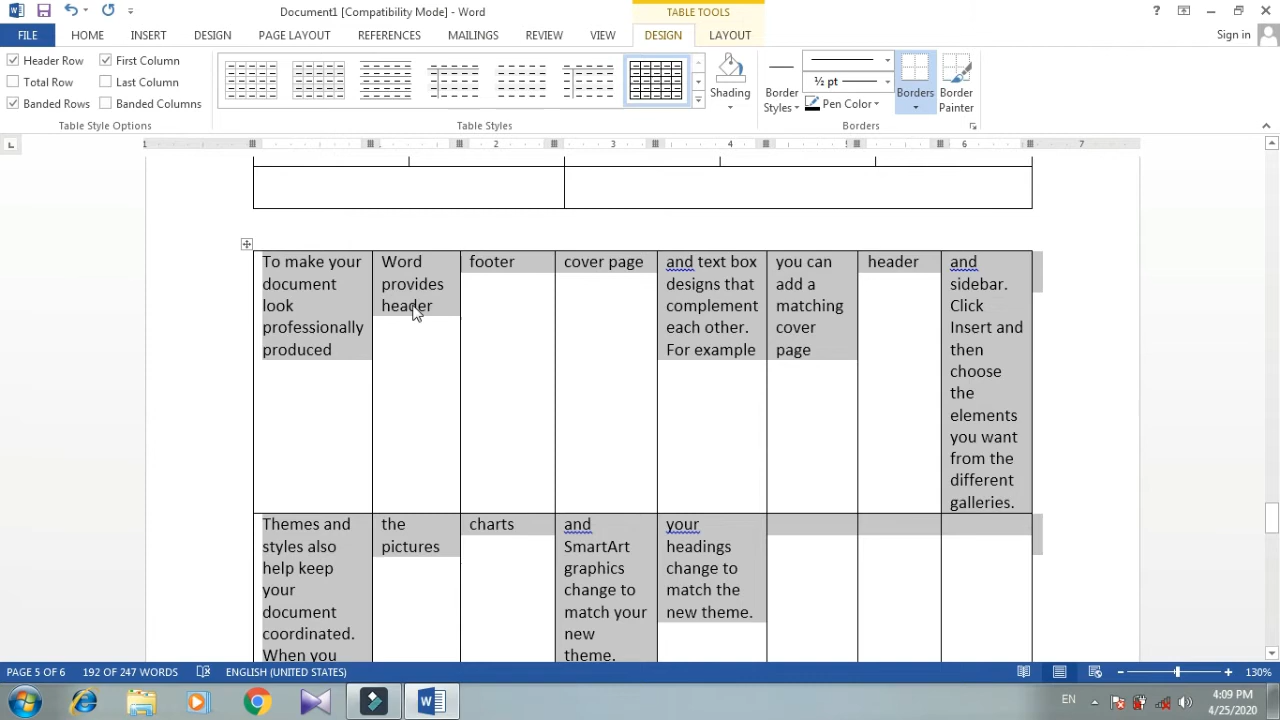 Document1 [Compatibility Mode] - Word
TABLE TOOLS
?
FILE HOME INSERT DESIGN PAGE LAYOUT REFERENCES MAILINGS REVIEW VIEW DESIGN LAYOUT Sign in
Header Row First Column
Total Row Last Column
Banded Rows Banded Columns
Table Style Options
Table Styles
Shading
Border
Styles
½ pt
Pen Color
Borders
Border
Painter
Borders
1 2 3 4 5 6 7
To make your
document
look
professionally
produced
Word
provides
header
footer
cover page
and text box
designs that
complement
each other.
For example
you can
add a
matching
cover
page
header
and
sidebar.
Click
Insert and
then
choose
the
elements
you want
from the
different
galleries.
Themes and
styles also
help keep
your
document
coordinated.
When you
the
pictures
charts
and
SmartArt
graphics
change to
match your
new
theme.
your
headings
change to
match the
new theme.
PAGE 5 OF 6 192 OF 247 WORDS ENGLISH (UNITED STATES) 130%
EN
4:09 PM
4/25/2020